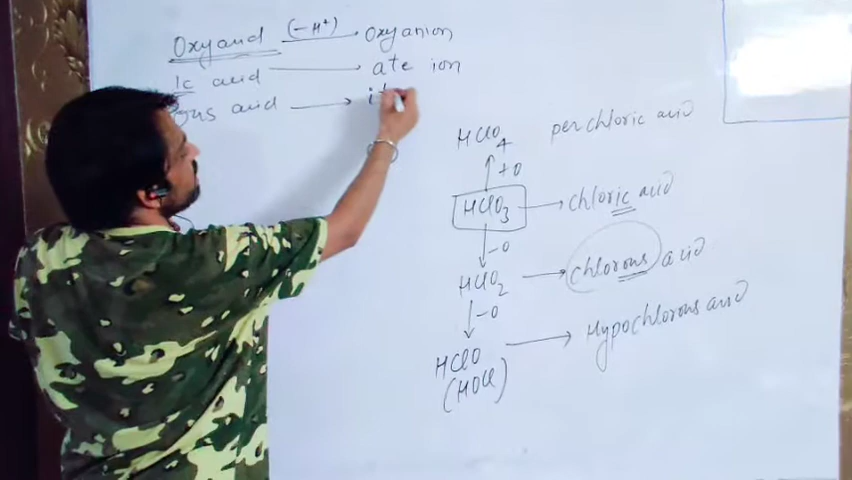 Oxyacid (-H⁺) Oxyanion
ic acid ate ion
ous acid it
HClO₄ perchloric acid
+O
HClO₃ chloric acid
-O
HClO₂ chlorous acid
-O
HClO Hypochlorous acid
(HOCl)